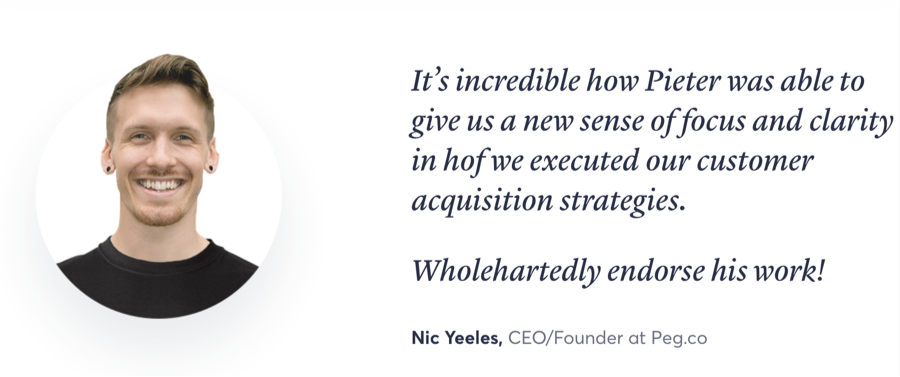 It’s incredible how Pieter was able to
give us a new sense of focus and clarity
in hof we executed our customer
acquisition strategies.
Wholehartedly endorse his work!
Nic Yeeles, CEO/Founder at Peg.co